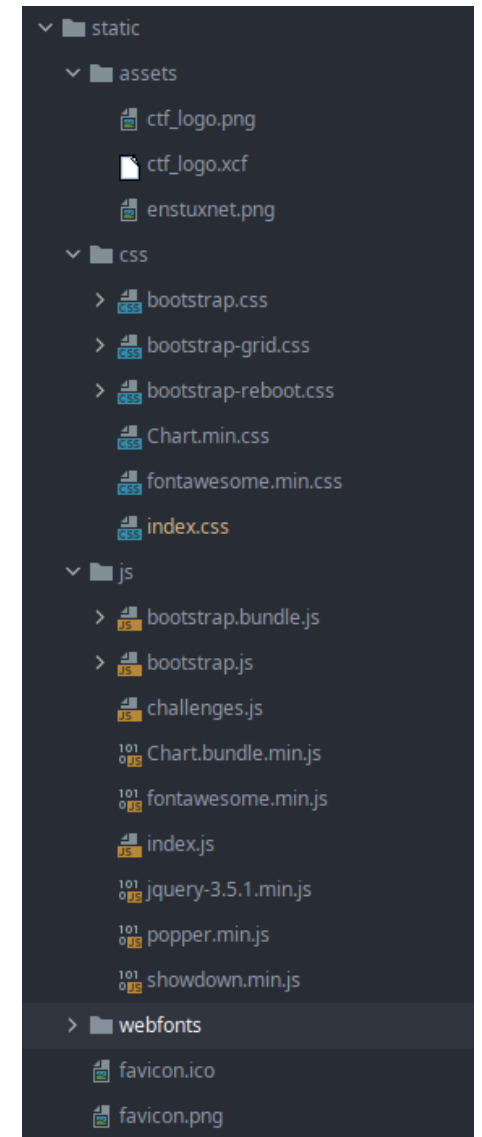 static
assets
ctf_logo.png
ctf_logo.xcf
enstuxnet.png
css
bootstrap.css
bootstrap-grid.css
bootstrap-reboot.css
Chart.min.css
fontawesome.min.css
index.css
js
bootstrap.bundle.js
bootstrap.js
challenges.js
Chart.bundle.min.js
fontawesome.min.js
index.js
jquery-3.5.1.min.js
popper.min.js
showdown.min.js
webfonts
favicon.ico
favicon.png